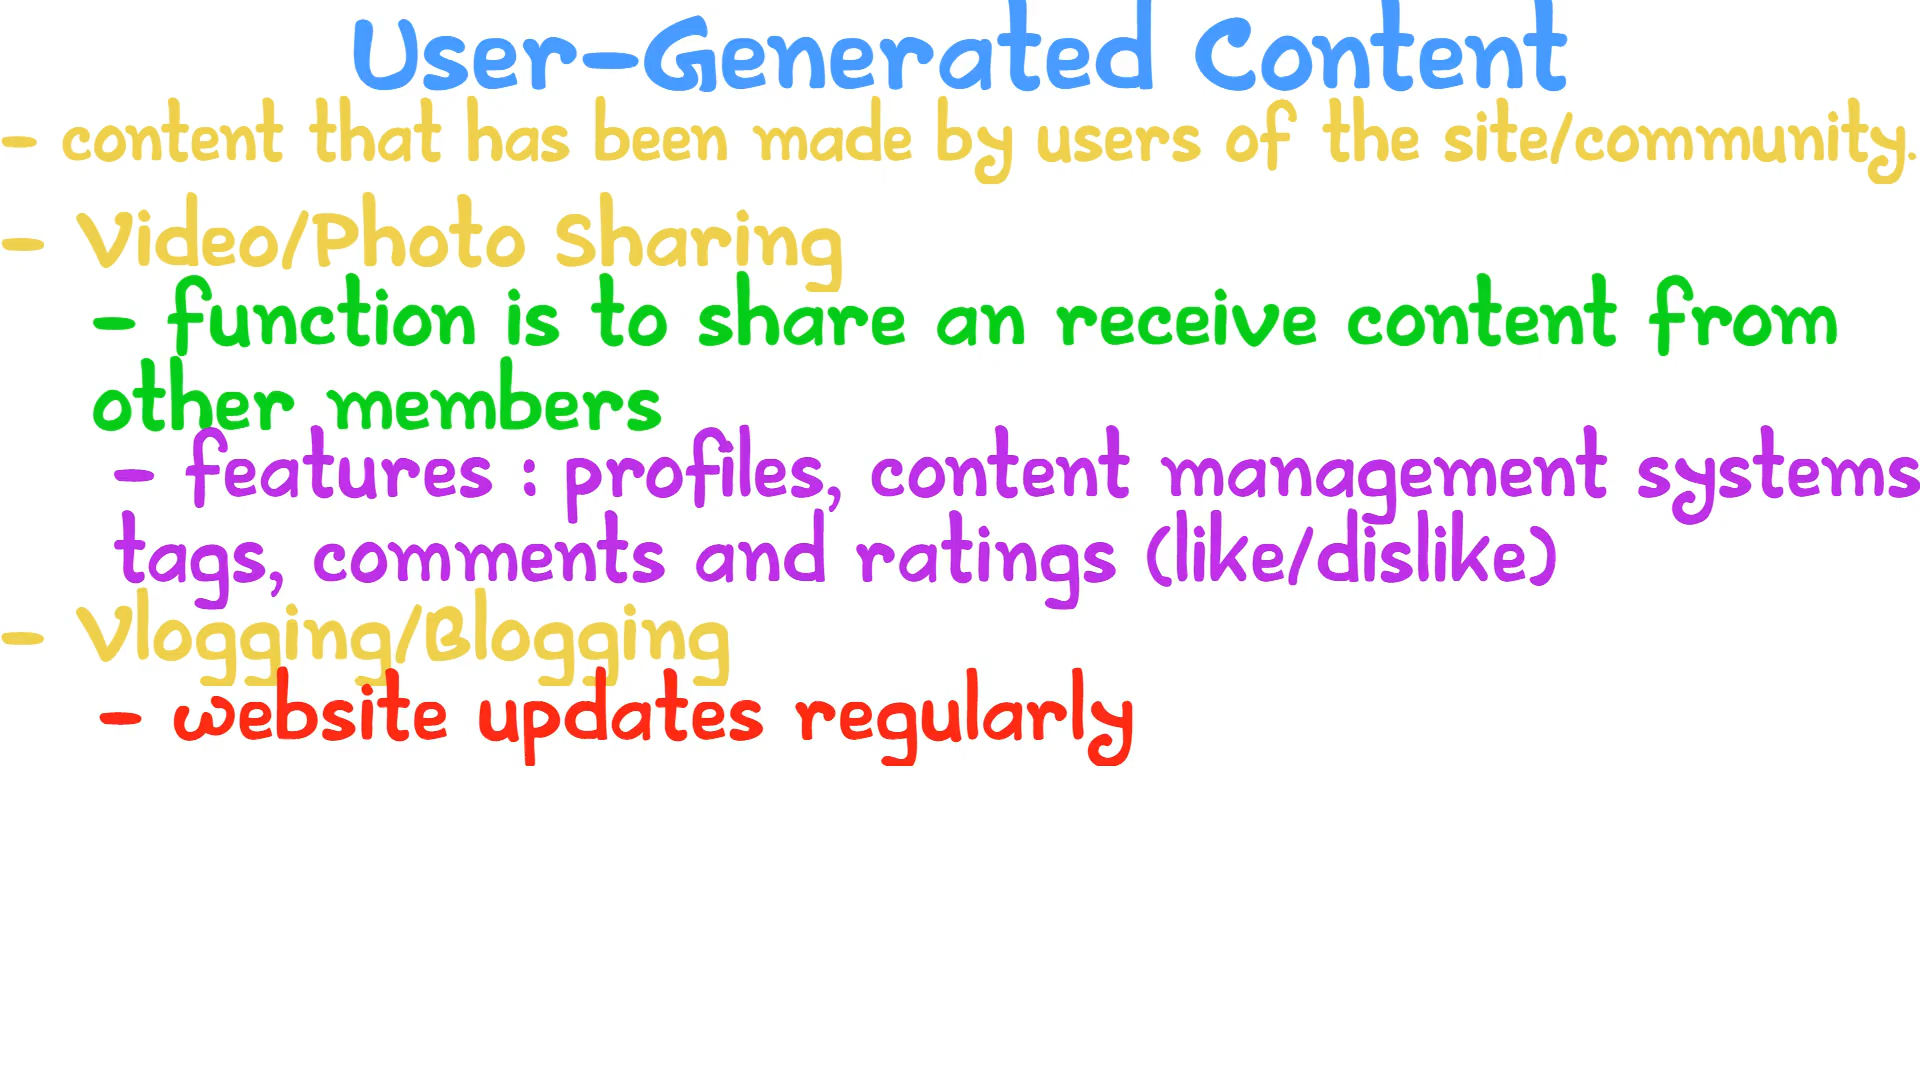 User-Generated Content
- content that has been made by users of the site/community.
- Video/Photo Sharing
- function is to share an receive content from
other members
- features : profiles, content management systems
tags, comments and ratings (like/dislike)
- Vlogging/Blogging
- website updates regularly